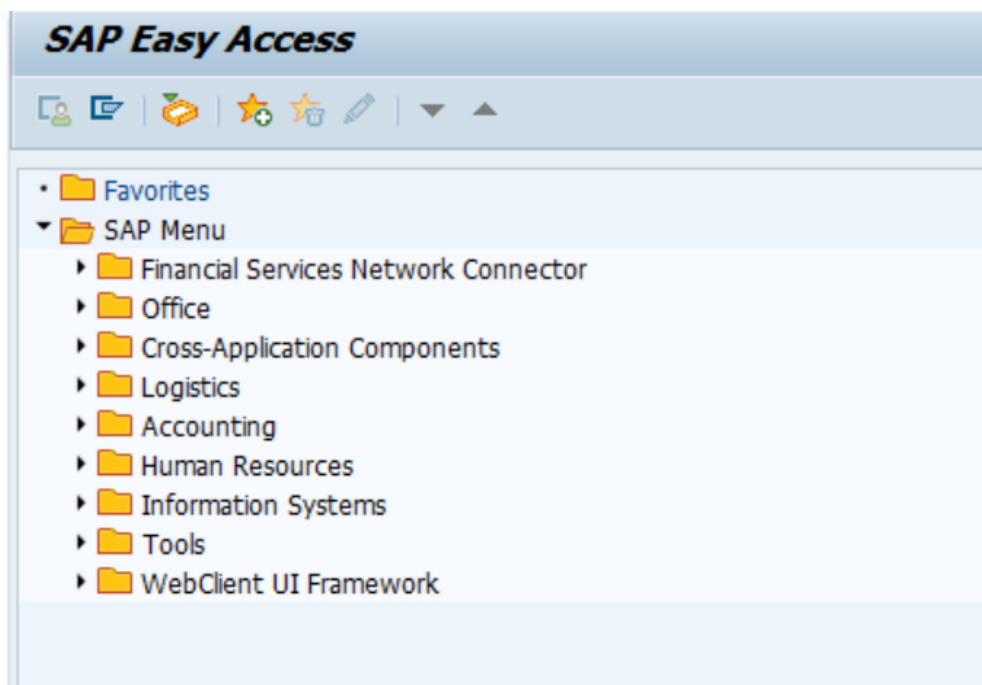 SAP Easy Access
Favorites
SAP Menu
Financial Services Network Connector
Office
Cross-Application Components
Logistics
Accounting
Human Resources
Information Systems
Tools
WebClient UI Framework